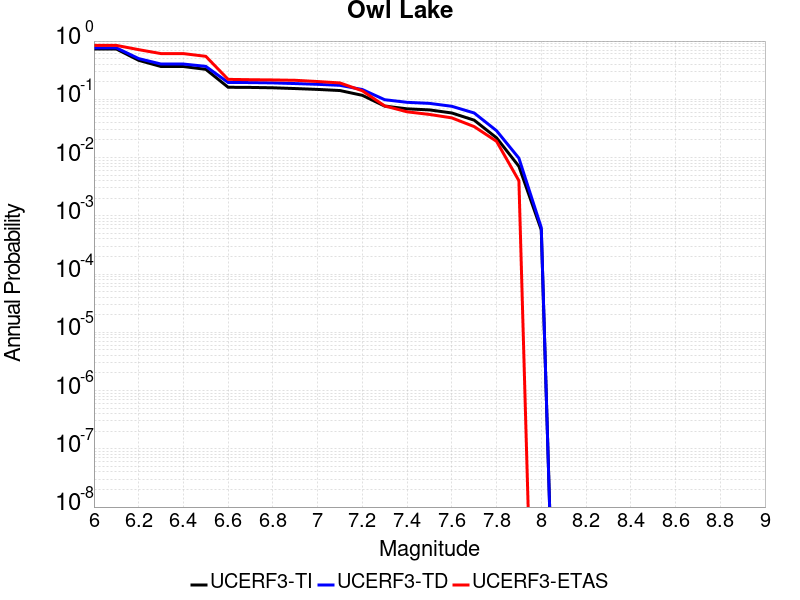 Owl Lake
Annual Probability
10^0
10^-1
10^-2
10^-3
10^-4
10^-5
10^-6
10^-7
10^-8
6 6.2 6.4 6.6 6.8 7 7.2 7.4 7.6 7.8 8 8.2 8.4 8.6 8.8 9
Magnitude
UCERF3-TI UCERF3-TD UCERF3-ETAS